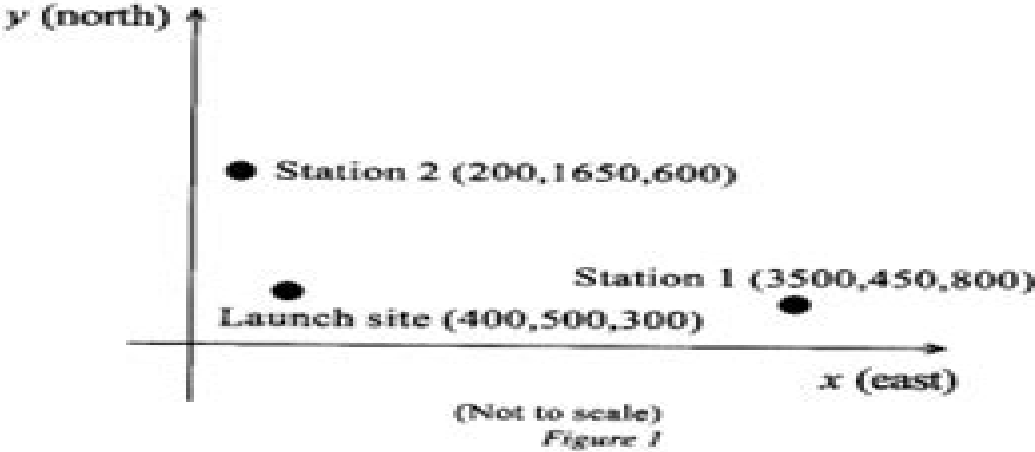 y (north)
Station 2 (200,1650,600)
Station 1 (3500,450,800)
Launch site (400,500,300)
x (east)
(Not to scale)
Figure 1